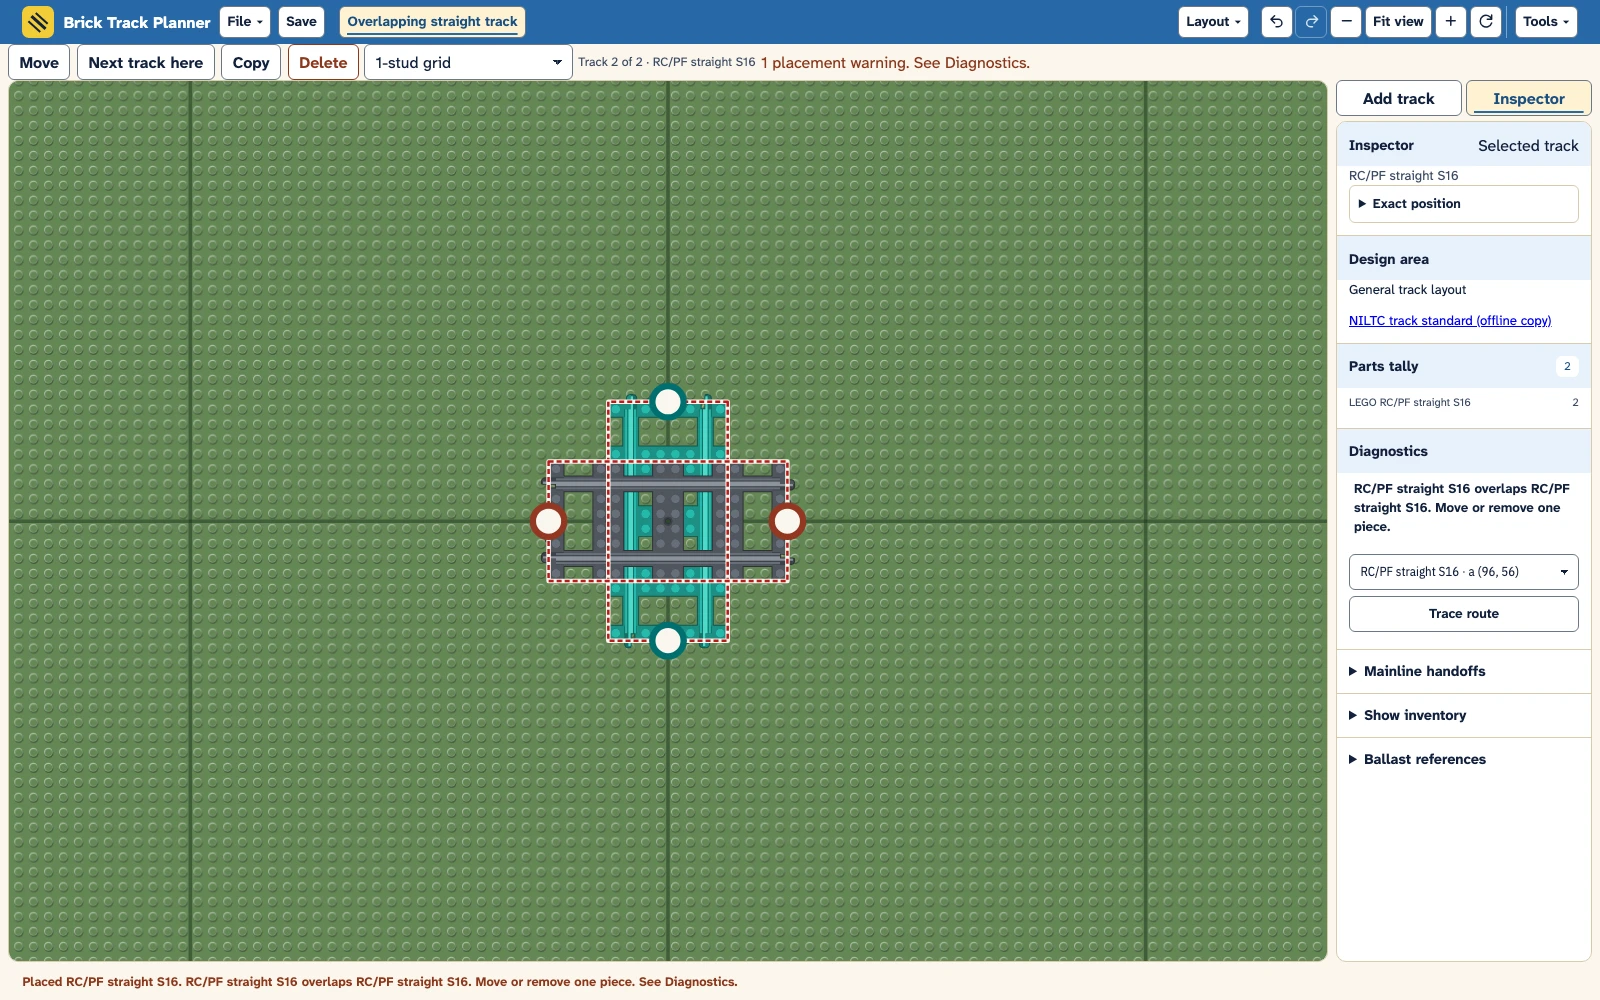 Brick Track Planner
File
Save
Overlapping straight track
Layout
Fit view
Tools
Move
Next track here
Copy
Delete
1-stud grid
Track 2 of 2 · RC/PF straight S16
1 placement warning. See Diagnostics.
Add track
Inspector
Inspector
Selected track
RC/PF straight S16
Exact position
Design area
General track layout
NILTC track standard (offline copy)
Parts tally
2
LEGO RC/PF straight S16
2
Diagnostics
RC/PF straight S16 overlaps RC/PF
straight S16. Move or remove one
piece.
RC/PF straight S16 · a (96, 56)
Trace route
Mainline handoffs
Show inventory
Ballast references
Placed RC/PF straight S16. RC/PF straight S16 overlaps RC/PF straight S16. Move or remove one piece. See Diagnostics.